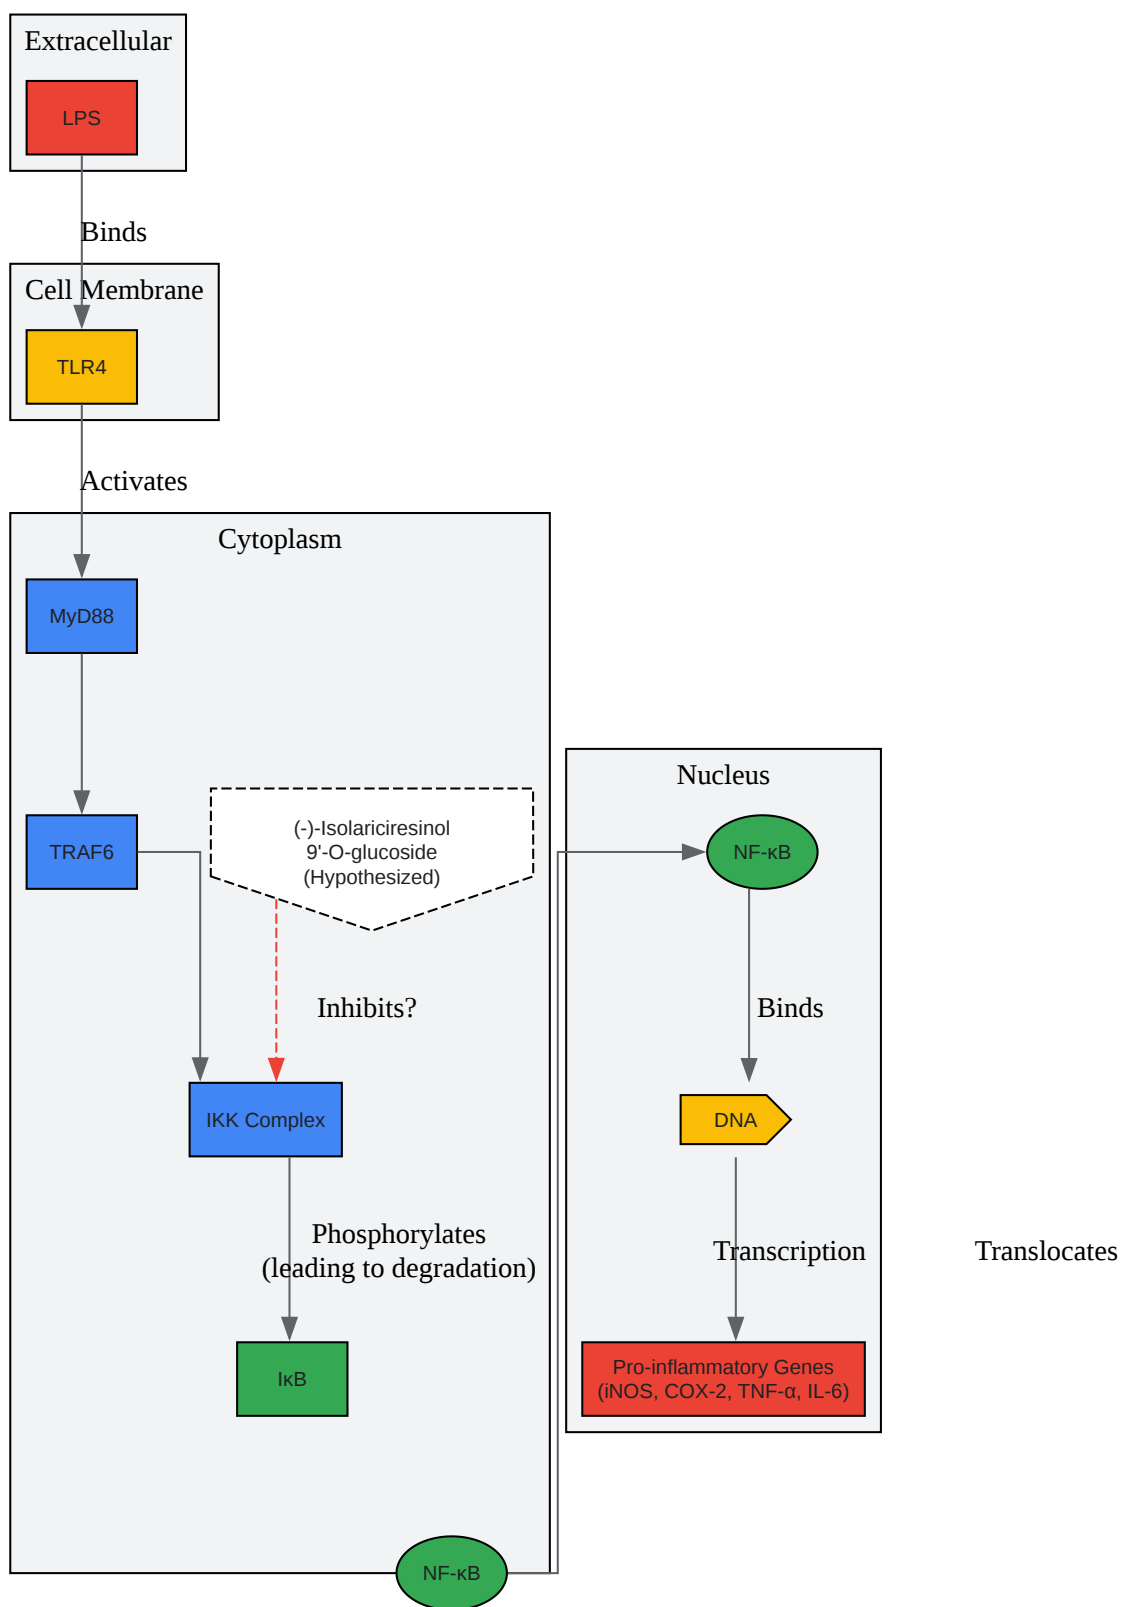 Extracellular
LPS
Binds
Cell Membrane
TLR4
Activates
Cytoplasm
MyD88
TRAF6
(-)-Isolariciresinol
9'-O-glucoside
(Hypothesized)
Inhibits?
IKK Complex
Phosphorylates
(leading to degradation)
IκB
NF-κB
Nucleus
NF-κB
Binds
DNA
Transcription
Translocates
Pro-inflammatory Genes
(iNOS, COX-2, TNF-α, IL-6)